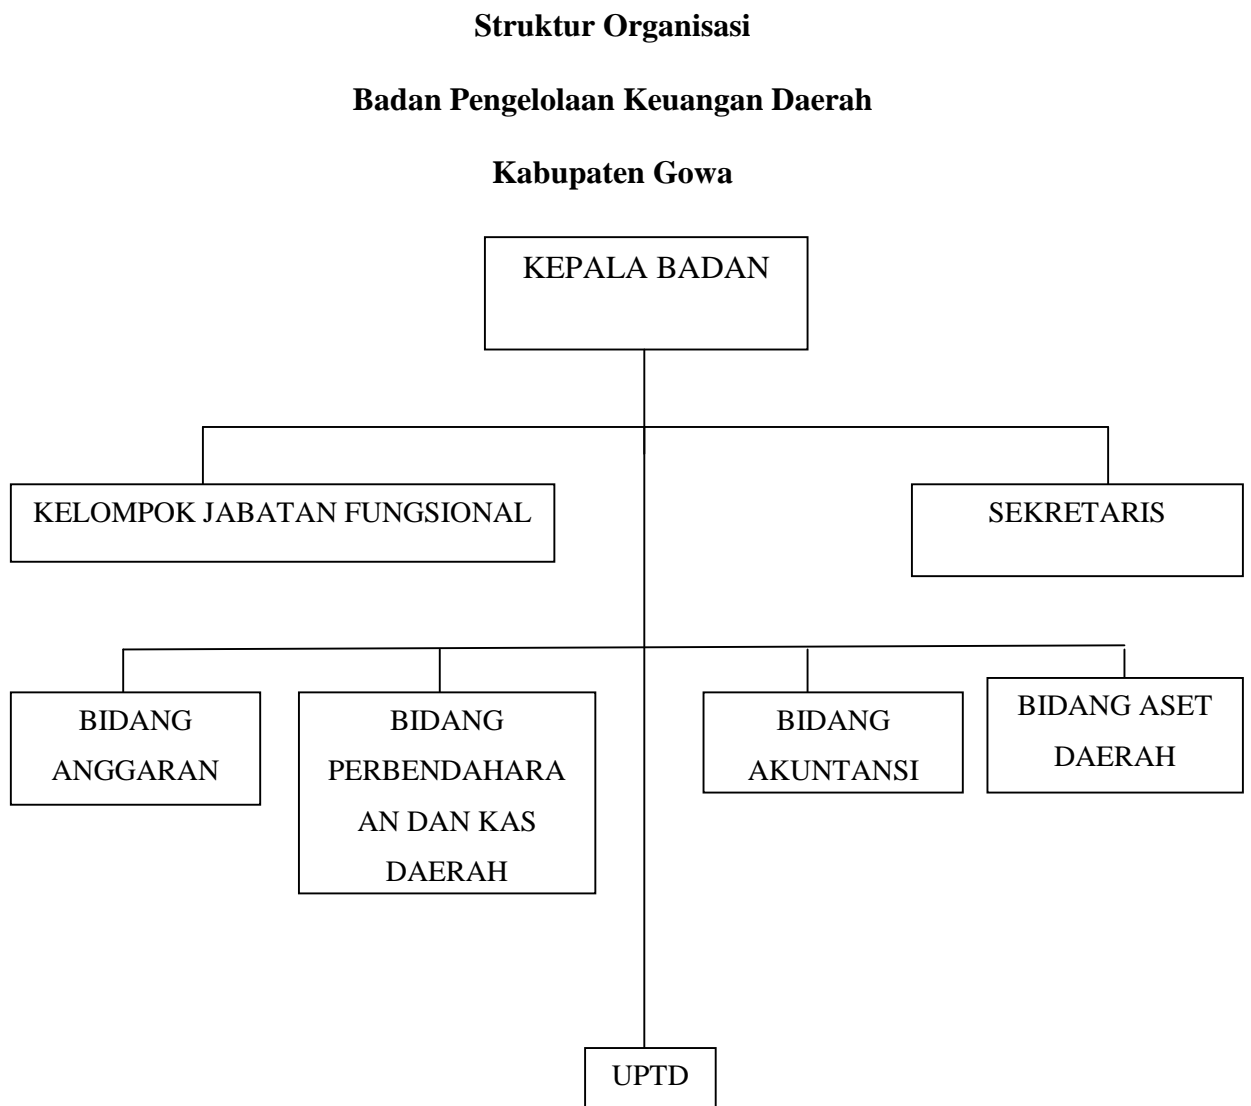 Struktur Organisasi
Badan Pengelolaan Keuangan Daerah
Kabupaten Gowa
KEPALA BADAN
KELOMPOK JABATAN FUNGSIONAL
SEKRETARIS
BIDANG
ANGGARAN
BIDANG
PERBENDAHARA
AN DAN KAS
DAERAH
BIDANG
AKUNTANSI
BIDANG ASET
DAERAH
UPTD